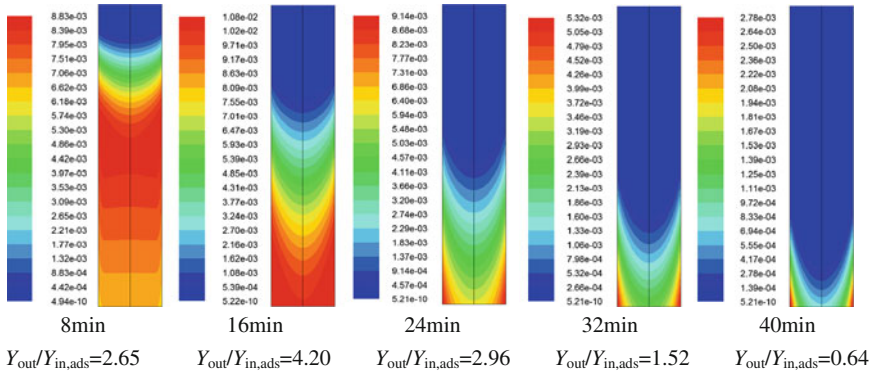 8.83e-03
8.39e-03
7.95e-03
7.51e-03
7.06e-03
6.62e-03
6.18e-03
5.74e-03
5.30e-03
4.86e-03
4.42e-03
3.97e-03
3.53e-03
3.09e-03
2.65e-03
2.21e-03
1.77e-03
1.32e-03
8.83e-04
4.42e-04
4.94e-10
8min
Y_out/Y_in,ads=2.65
1.08e-02
1.02e-02
9.71e-03
9.17e-03
8.63e-03
8.09e-03
7.55e-03
7.01e-03
6.47e-03
5.93e-03
5.39e-03
4.85e-03
4.31e-03
3.77e-03
3.24e-03
2.70e-03
2.16e-03
1.62e-03
1.08e-03
5.39e-04
5.22e-10
16min
Y_out/Y_in,ads=4.20
9.14e-03
8.68e-03
8.23e-03
7.77e-03
7.31e-03
6.86e-03
6.40e-03
5.94e-03
5.48e-03
5.03e-03
4.57e-03
4.11e-03
3.66e-03
3.20e-03
2.74e-03
2.29e-03
1.83e-03
1.37e-03
9.14e-04
4.57e-04
5.21e-10
24min
Y_out/Y_in,ads=2.96
5.32e-03
5.05e-03
4.79e-03
4.52e-03
4.26e-03
3.99e-03
3.72e-03
3.46e-03
3.19e-03
2.93e-03
2.66e-03
2.39e-03
2.13e-03
1.86e-03
1.60e-03
1.33e-03
1.06e-03
7.98e-04
5.32e-04
2.66e-04
5.21e-10
32min
Y_out/Y_in,ads=1.52
2.78e-03
2.64e-03
2.50e-03
2.36e-03
2.22e-03
2.08e-03
1.94e-03
1.81e-03
1.67e-03
1.53e-03
1.39e-03
1.25e-03
1.11e-03
9.72e-04
8.33e-04
6.94e-04
5.55e-04
4.17e-04
2.78e-04
1.39e-04
5.21e-10
40min
Y_out/Y_in,ads=0.64